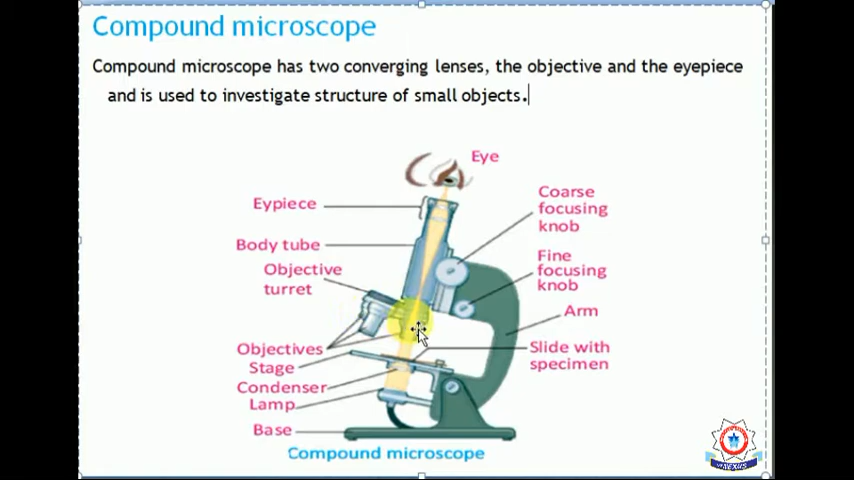 Compound microscope
Compound microscope has two converging lenses, the objective and the eyepiece
and is used to investigate structure of small objects.
Eye
Eypiece
Coarse
focusing
knob
Body tube
Objective
turret
Fine
focusing
knob
Arm
Objectives
Slide with
specimen
Stage
Condenser
Lamp
Base
Compound microscope
NEXUS